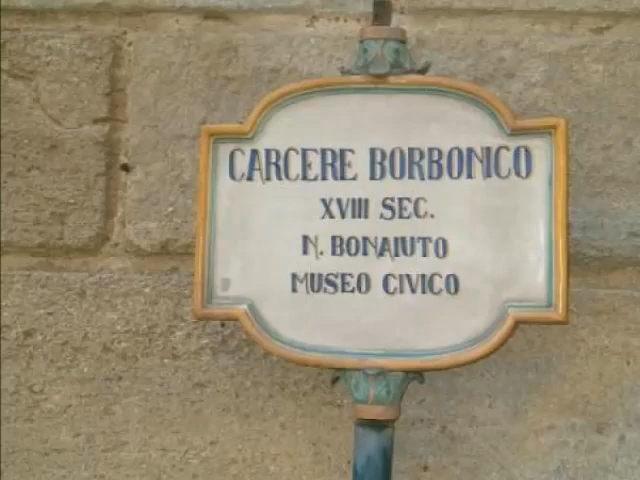 CARCERE BORBONICO
XVIII SEC.
N. BONAIUTO
MUSEO CIVICO